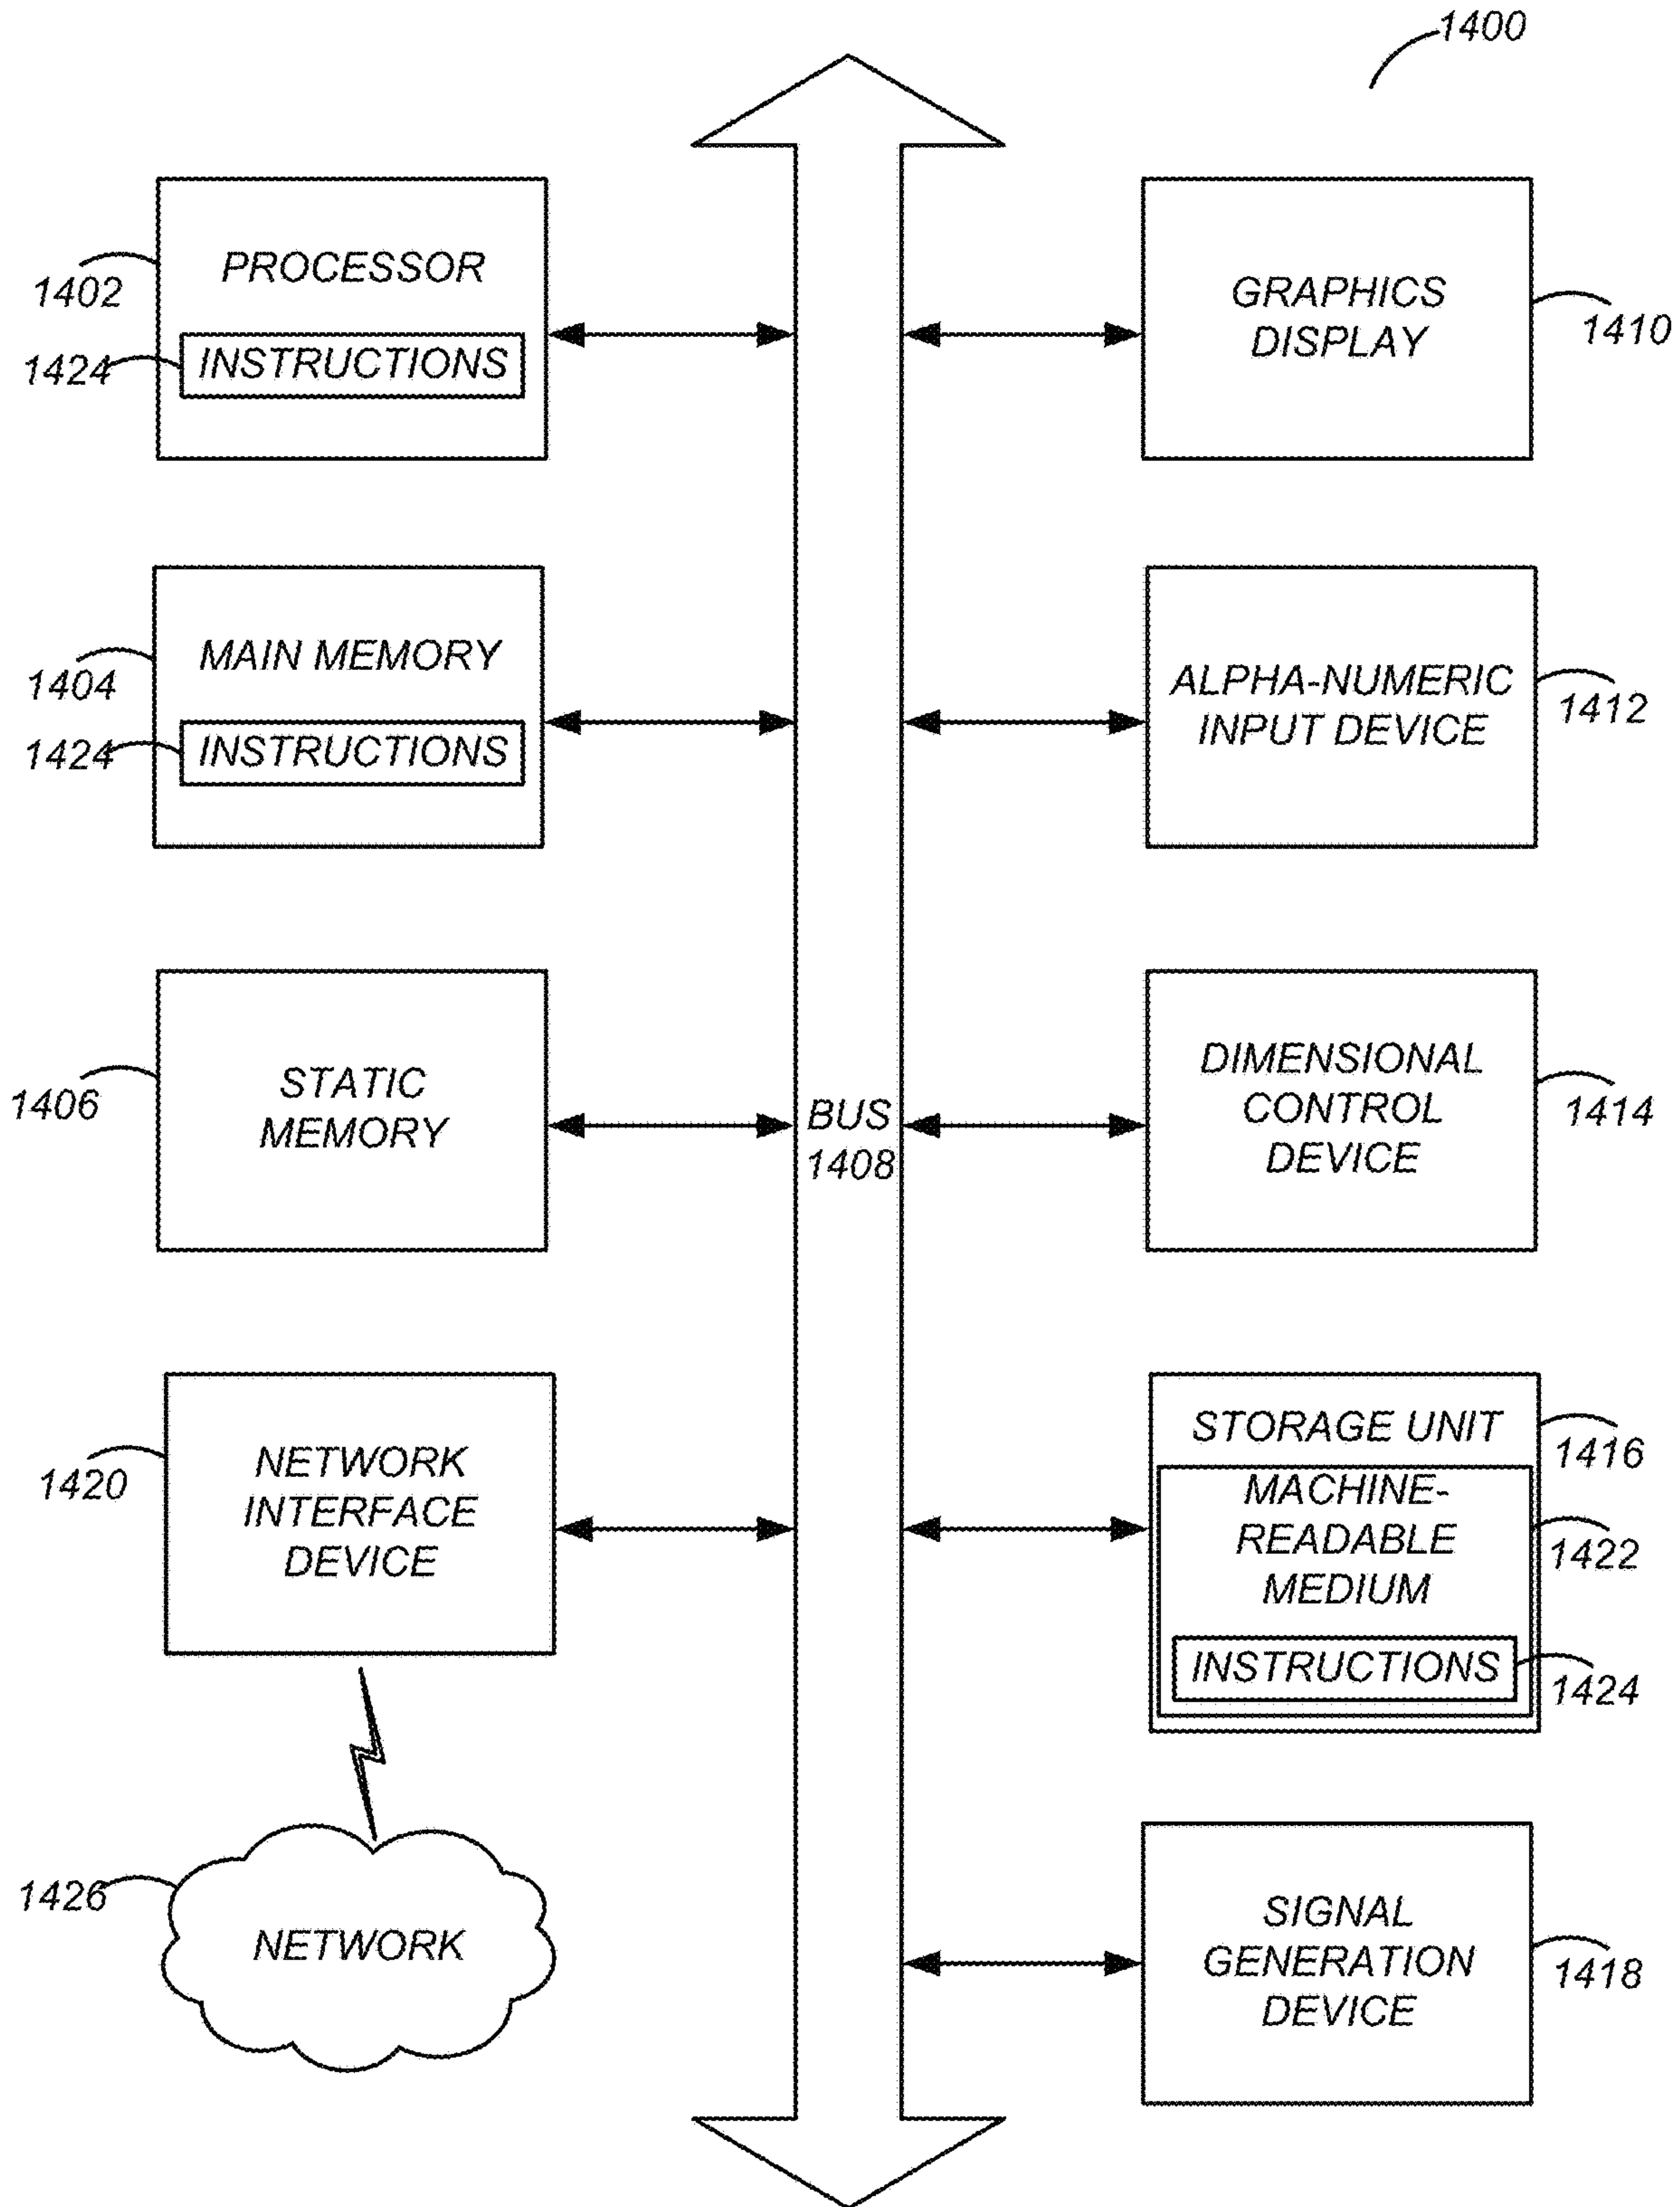 1400
PROCESSOR
1402
1424
INSTRUCTIONS
GRAPHICS
DISPLAY
1410
MAIN MEMORY
1404
1424
INSTRUCTIONS
ALPHA-NUMERIC
INPUT DEVICE
1412
STATIC
MEMORY
1406
BUS
1408
DIMENSIONAL
CONTROL
DEVICE
1414
NETWORK
INTERFACE
DEVICE
1420
STORAGE UNIT
1416
MACHINE-
READABLE
MEDIUM
1422
INSTRUCTIONS
1424
1426
NETWORK
SIGNAL
GENERATION
DEVICE
1418